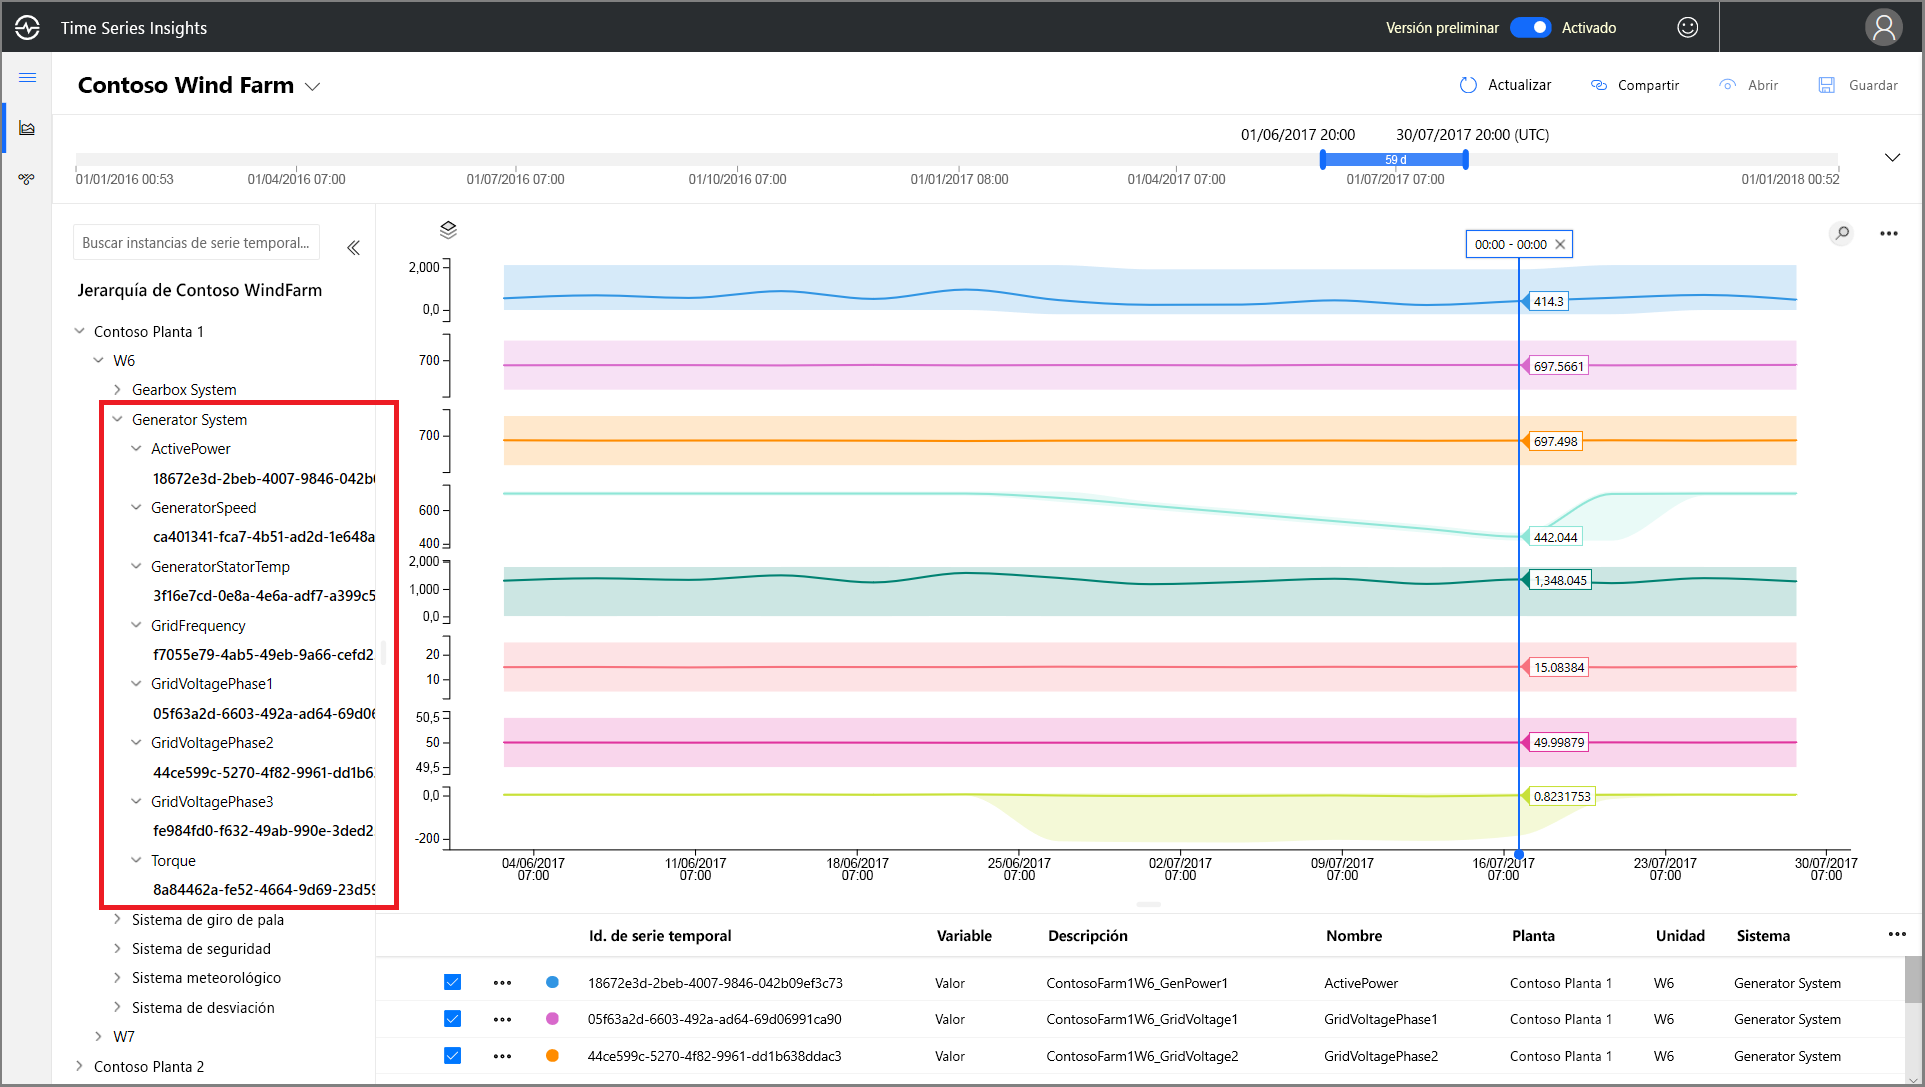 Time Series Insights
Versión preliminar
Activado
Contoso Wind Farm
Actualizar
Compartir
Abrir
Guardar
01/06/2017 20:00
30/07/2017 20:00 (UTC)
59 d
01/01/2016 00:53
01/04/2016 07:00
01/07/2016 07:00
01/10/2016 07:00
01/01/2017 08:00
01/04/2017 07:00
01/07/2017 07:00
01/01/2018 00:52
Buscar instancias de serie temporal...
Jerarquía de Contoso WindFarm
Contoso Planta 1
W6
Gearbox System
Generator System
ActivePower
18672e3d-2beb-4007-9846-042b
GeneratorSpeed
ca401341-fca7-4b51-ad2d-1e648a
GeneratorStatorTemp
3f16e7cd-0e8a-4e6a-adf7-a399c5
GridFrequency
f7055e79-4ab5-49eb-9a66-cefd2
GridVoltagePhase1
05f63a2d-6603-492a-ad64-69d06
GridVoltagePhase2
44ce599c-5270-4f82-9961-dd1b6
GridVoltagePhase3
fe984fd0-f632-49ab-990e-3ded2
Torque
8a84462a-fe52-4664-9d69-23d59
Sistema de giro de pala
Sistema de seguridad
Sistema meteorológico
Sistema de desviación
W7
Contoso Planta 2
00:00 - 00:00
2,000
0,0
414.3
700
697.5661
700
697.498
600
400
442.044
2,000
1,000
0,0
1,348.045
20
10
15.08384
50,5
50
49,5
49.99879
0,0
-200
0.8231753
04/06/2017
07:00
11/06/2017
07:00
18/06/2017
07:00
25/06/2017
07:00
02/07/2017
07:00
09/07/2017
07:00
16/07/2017
07:00
23/07/2017
07:00
30/07/2017
07:00
Id. de serie temporal Variable Descripción Nombre Planta Unidad Sistema
18672e3d-2beb-4007-9846-042b09ef3c73 Valor ContosoFarm1W6_GenPower1 ActivePower Contoso Planta 1 W6 Generator System
05f63a2d-6603-492a-ad64-69d06991ca90 Valor ContosoFarm1W6_GridVoltage1 GridVoltagePhase1 Contoso Planta 1 W6 Generator System
44ce599c-5270-4f82-9961-dd1b638ddac3 Valor ContosoFarm1W6_GridVoltage2 GridVoltagePhase2 Contoso Planta 1 W6 Generator System